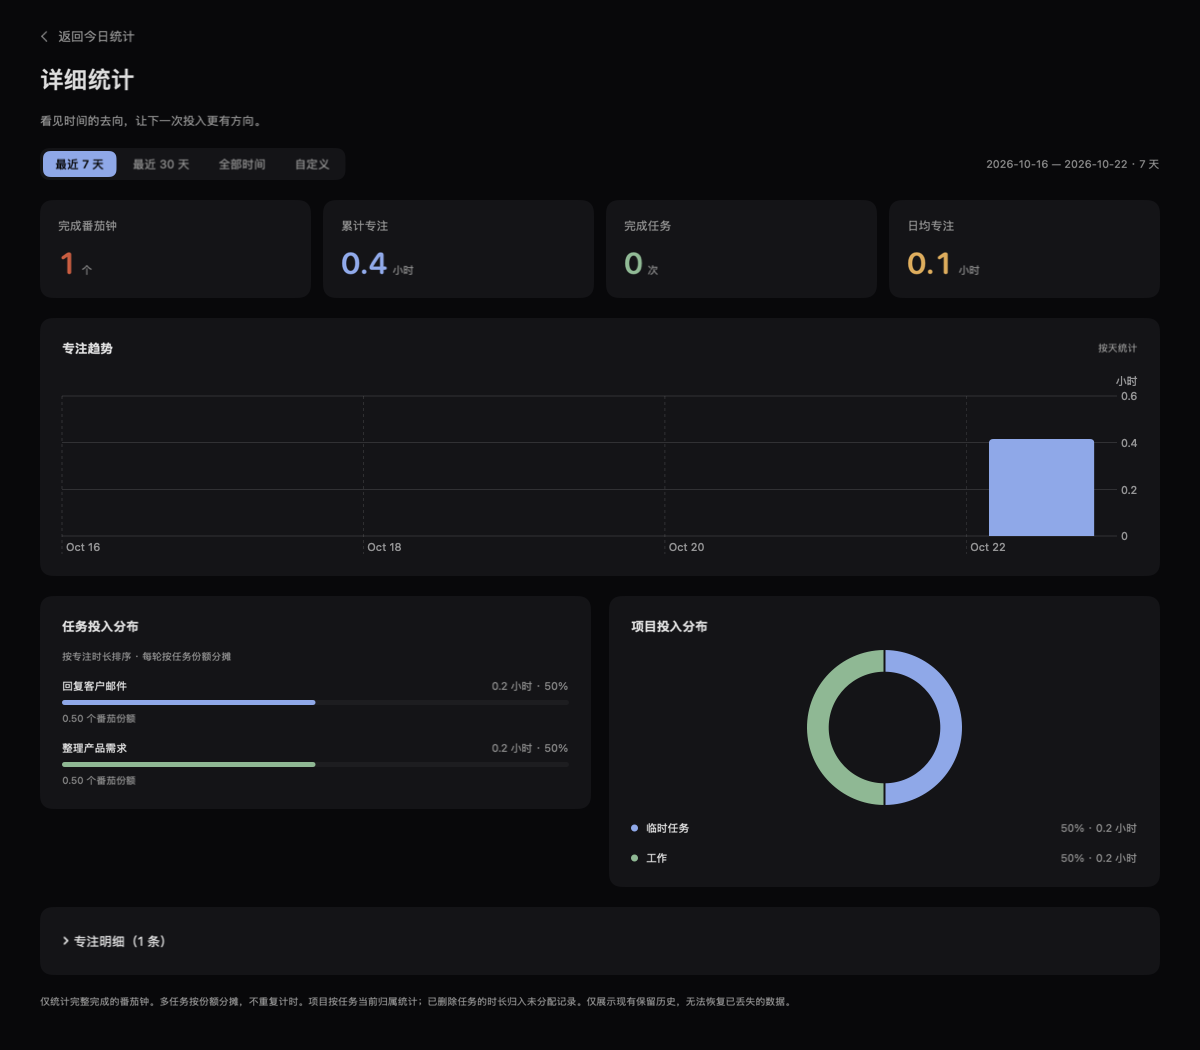 返回今日统计
详细统计
看见时间的去向，让下一次投入更有方向。
最近 7 天 最近 30 天 全部时间 自定义
2026-10-16 — 2026-10-22 · 7 天
完成番茄钟
1 个
累计专注
0.4 小时
完成任务
0 次
日均专注
0.1 小时
专注趋势
按天统计
小时
0.6
0.4
0.2
0
Oct 16 Oct 18 Oct 20 Oct 22
任务投入分布
按专注时长排序 · 每轮按任务份额分摊
回复客户邮件 0.2 小时 · 50%
0.50 个番茄份额
整理产品需求 0.2 小时 · 50%
0.50 个番茄份额
项目投入分布
临时任务 50% · 0.2 小时
工作 50% · 0.2 小时
专注明细（1 条）
仅统计完整完成的番茄钟。多任务按份额分摊，不重复计时。项目按任务当前归属统计；已删除任务的时长归入未分配记录。仅展示现有保留历史，无法恢复已丢失的数据。